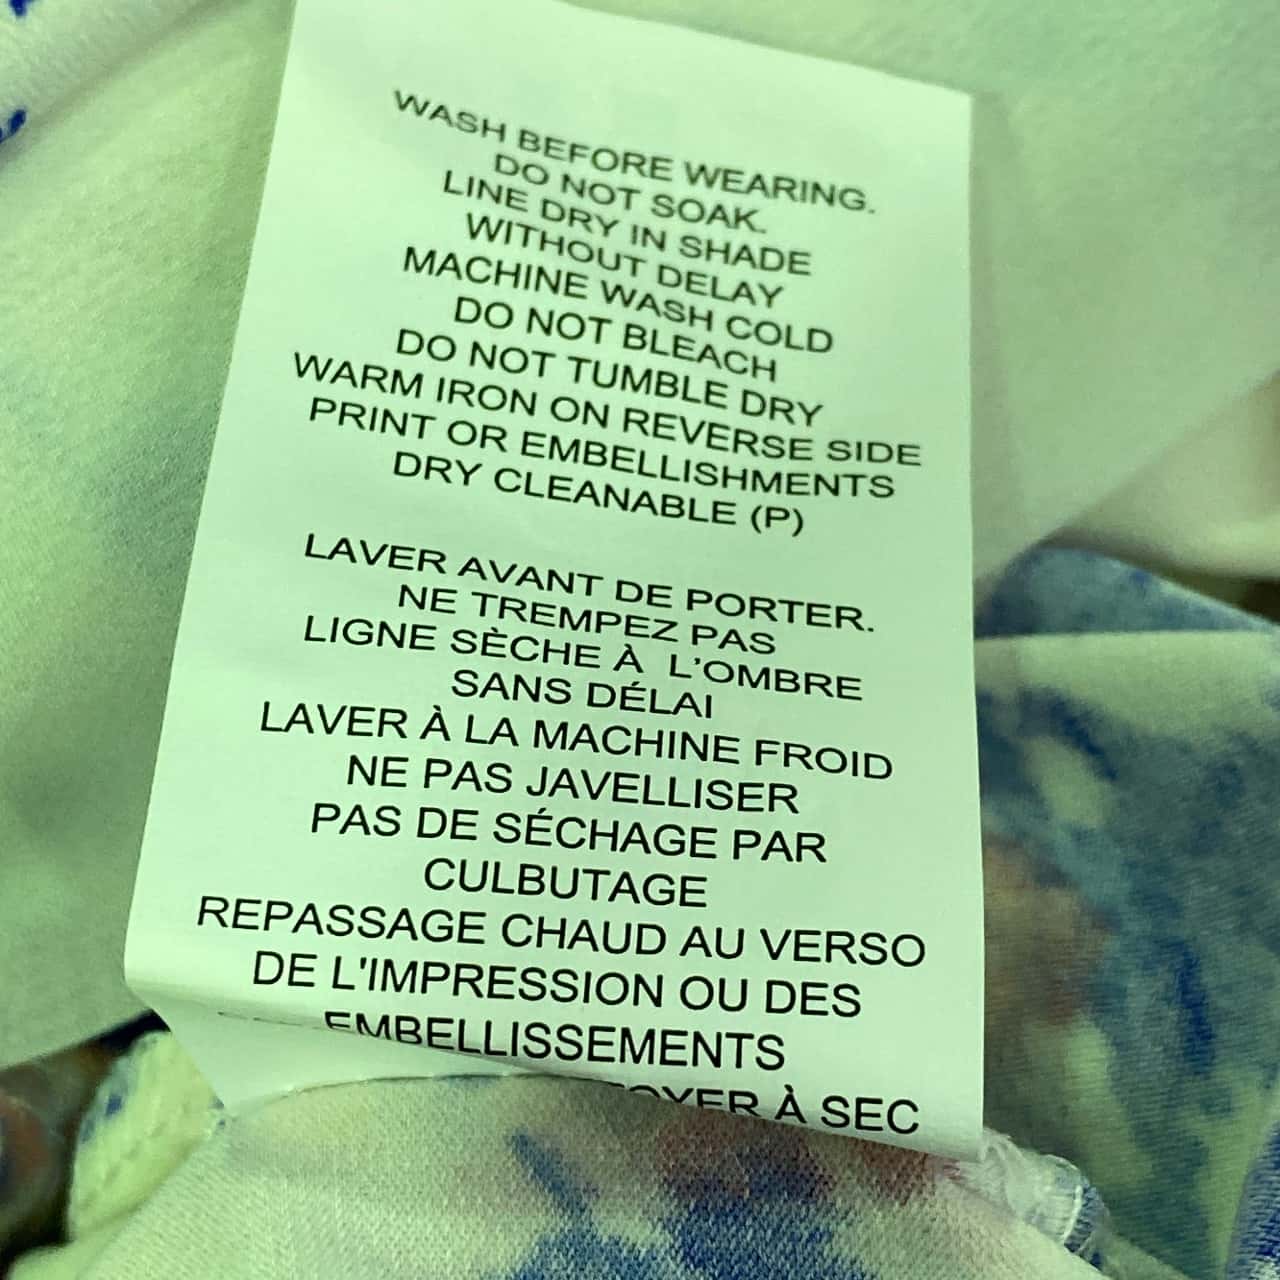 WASH BEFORE WEARING.
DO NOT SOAK.
LINE DRY IN SHADE
WITHOUT DELAY
MACHINE WASH COLD
DO NOT BLEACH
DO NOT TUMBLE DRY
WARM IRON ON REVERSE SIDE
PRINT OR EMBELLISHMENTS
DRY CLEANABLE (P)
LAVER AVANT DE PORTER.
NE TREMPEZ PAS
LIGNE SÈCHE À L'OMBRE
SANS DÉLAI
LAVER À LA MACHINE FROID
NE PAS JAVELLISER
PAS DE SÉCHAGE PAR
CULBUTAGE
REPASSAGE CHAUD AU VERSO
DE L'IMPRESSION OU DES
EMBELLISSEMENTS
À SEC